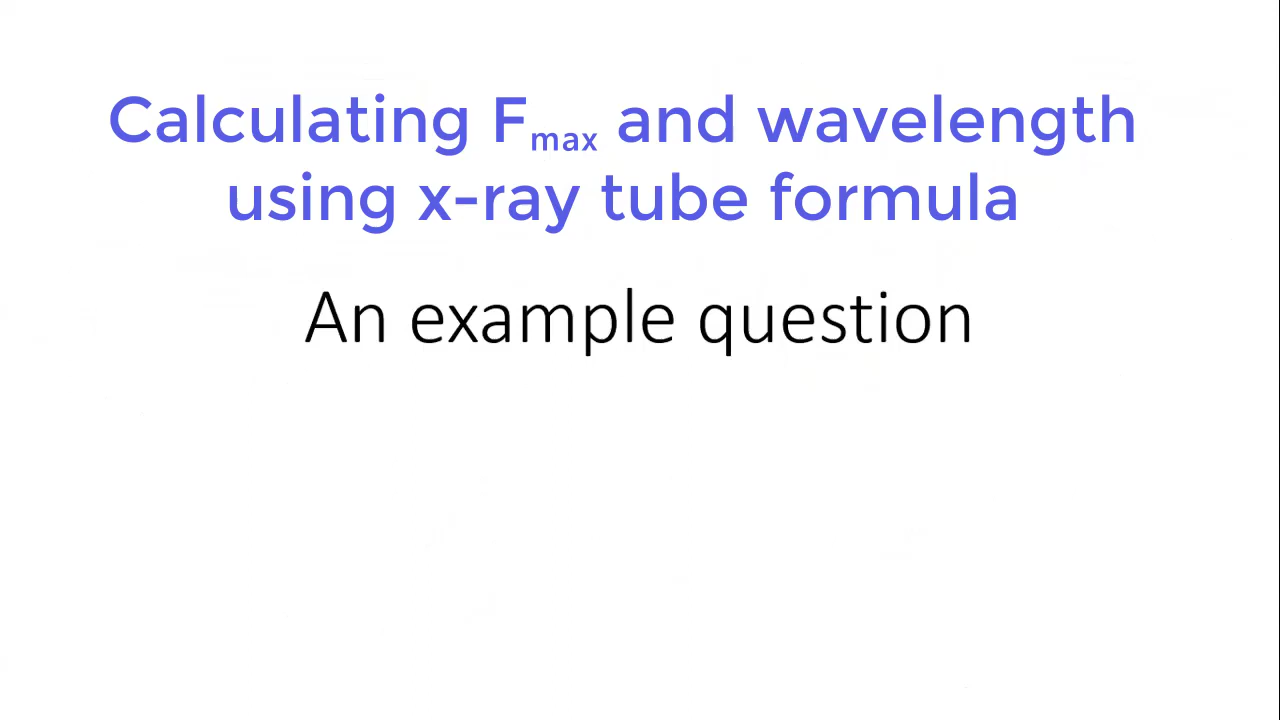 Calculating Fmax and wavelength
using x-ray tube formula
An example question